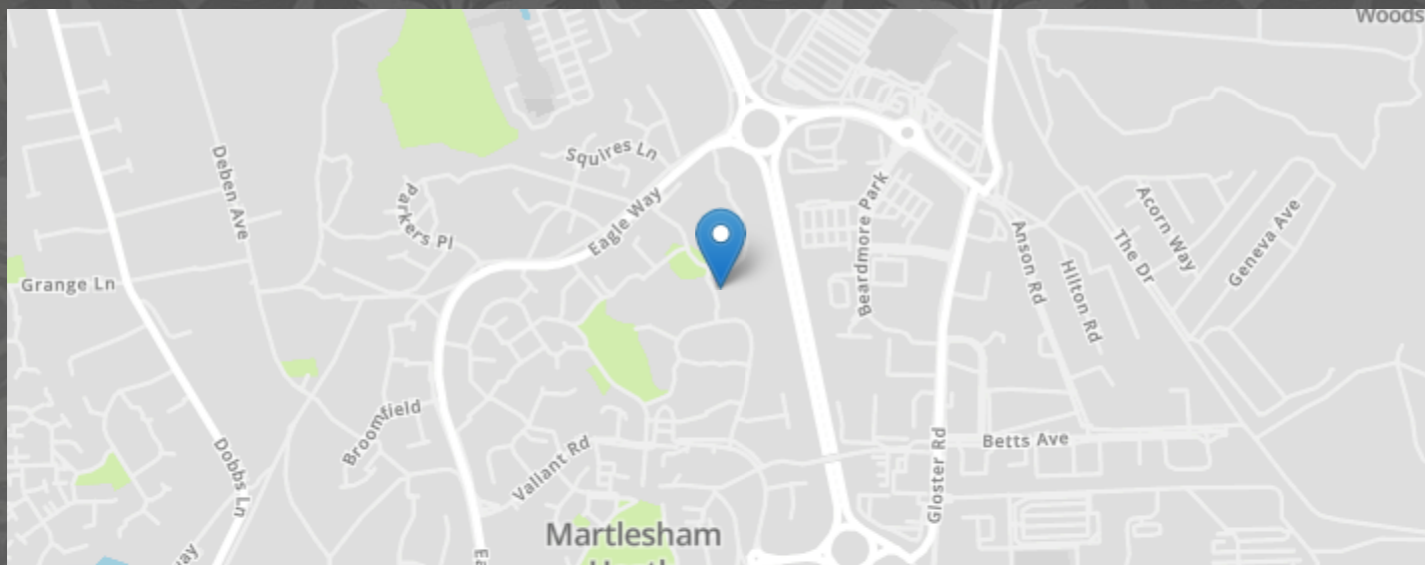 Woods
Squires Ln
Deben Ave
Parkers Pl
Eagle Way
Beardmore Park
Acorn Way
Geneva Ave
The Dr
Anson Rd
Hilton Rd
Grange Ln
Broomfield
Dobbs Ln
Valiant Rd
Betts Ave
Gloster Rd
Martlesham